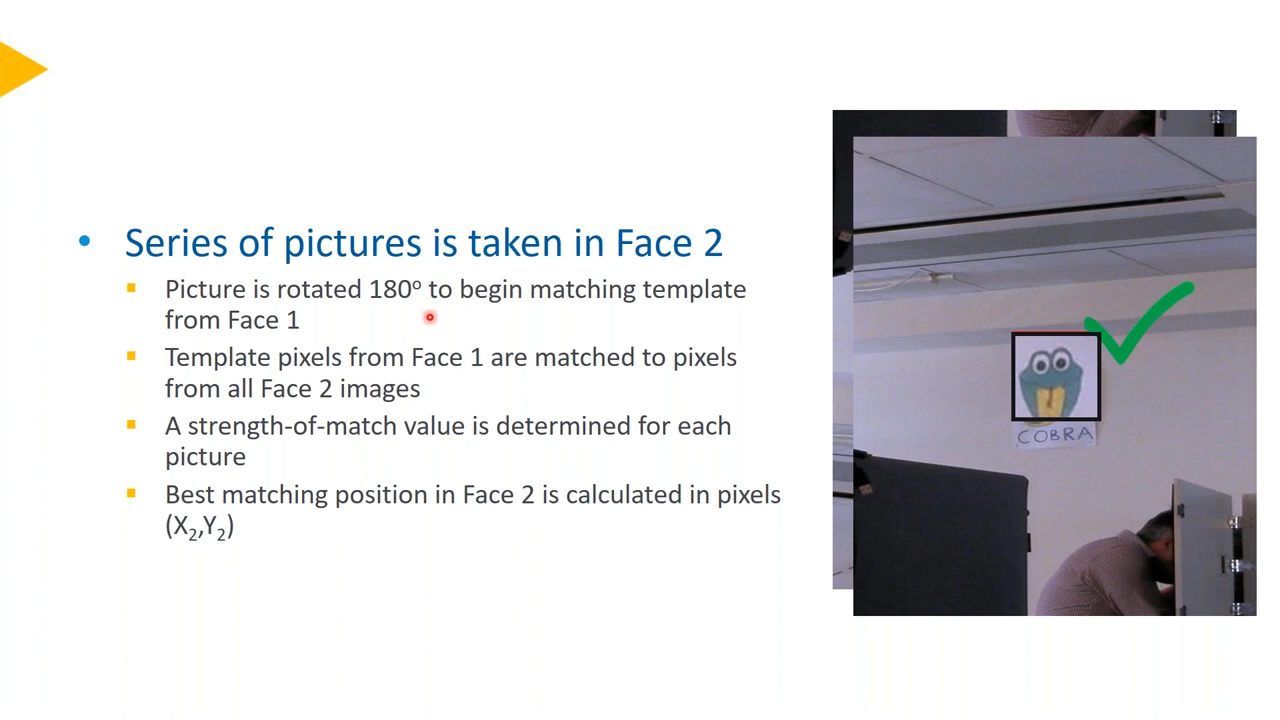 • Series of pictures is taken in Face 2
▪ Picture is rotated 180º to begin matching template
from Face 1
▪ Template pixels from Face 1 are matched to pixels
from all Face 2 images
▪ A strength-of-match value is determined for each
picture
▪ Best matching position in Face 2 is calculated in pixels
(X₂,Y₂)
COBRA